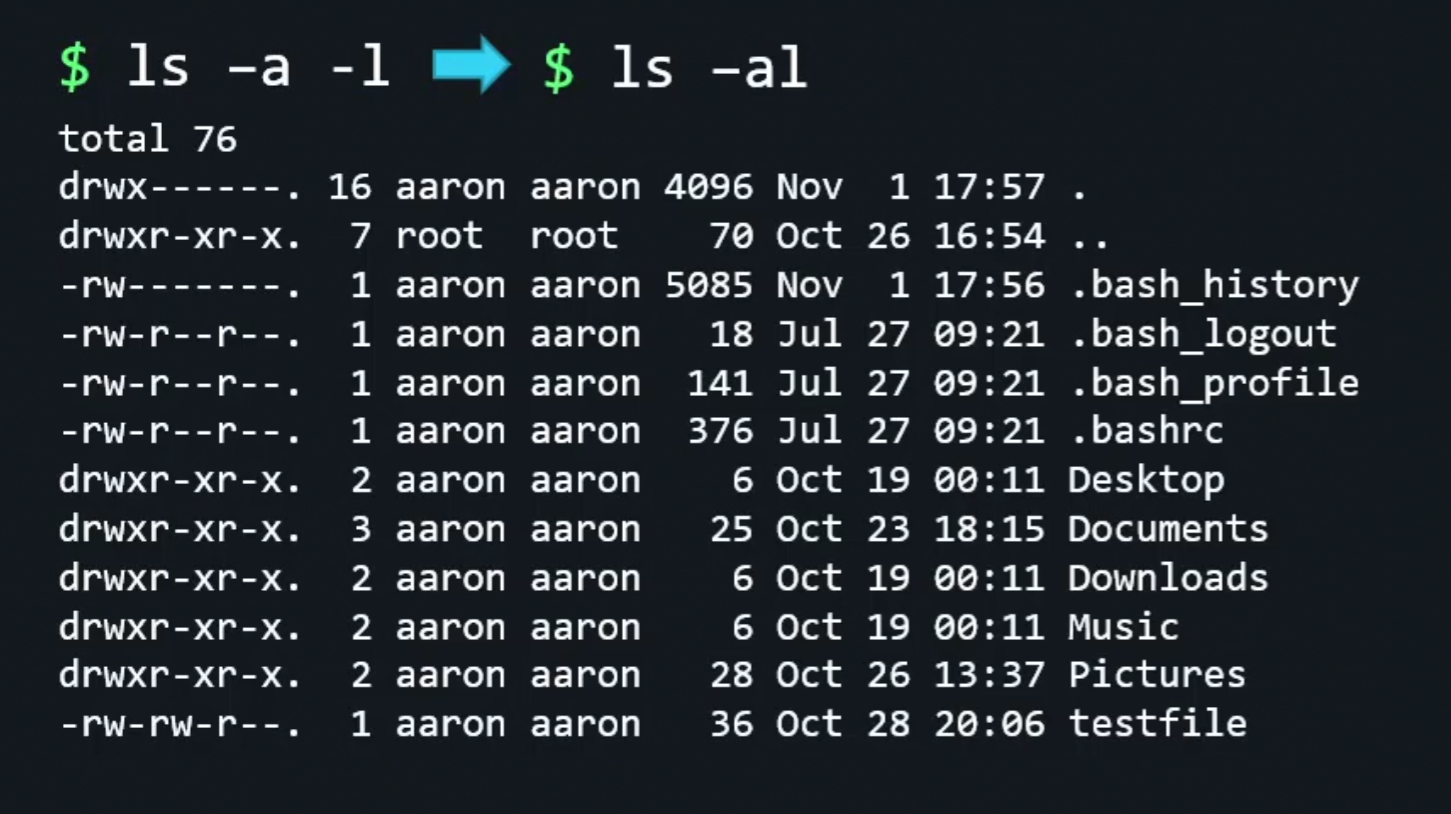 $ ls –a -l $ ls –al
total 76
drwx------. 16 aaron aaron 4096 Nov  1 17:57 .
drwxr-xr-x.  7 root  root    70 Oct 26 16:54 ..
-rw-------.  1 aaron aaron 5085 Nov  1 17:56 .bash_history
-rw-r--r--.  1 aaron aaron   18 Jul 27 09:21 .bash_logout
-rw-r--r--.  1 aaron aaron  141 Jul 27 09:21 .bash_profile
-rw-r--r--.  1 aaron aaron  376 Jul 27 09:21 .bashrc
drwxr-xr-x.  2 aaron aaron    6 Oct 19 00:11 Desktop
drwxr-xr-x.  3 aaron aaron   25 Oct 23 18:15 Documents
drwxr-xr-x.  2 aaron aaron    6 Oct 19 00:11 Downloads
drwxr-xr-x.  2 aaron aaron    6 Oct 19 00:11 Music
drwxr-xr-x.  2 aaron aaron   28 Oct 26 13:37 Pictures
-rw-rw-r--.  1 aaron aaron   36 Oct 28 20:06 testfile